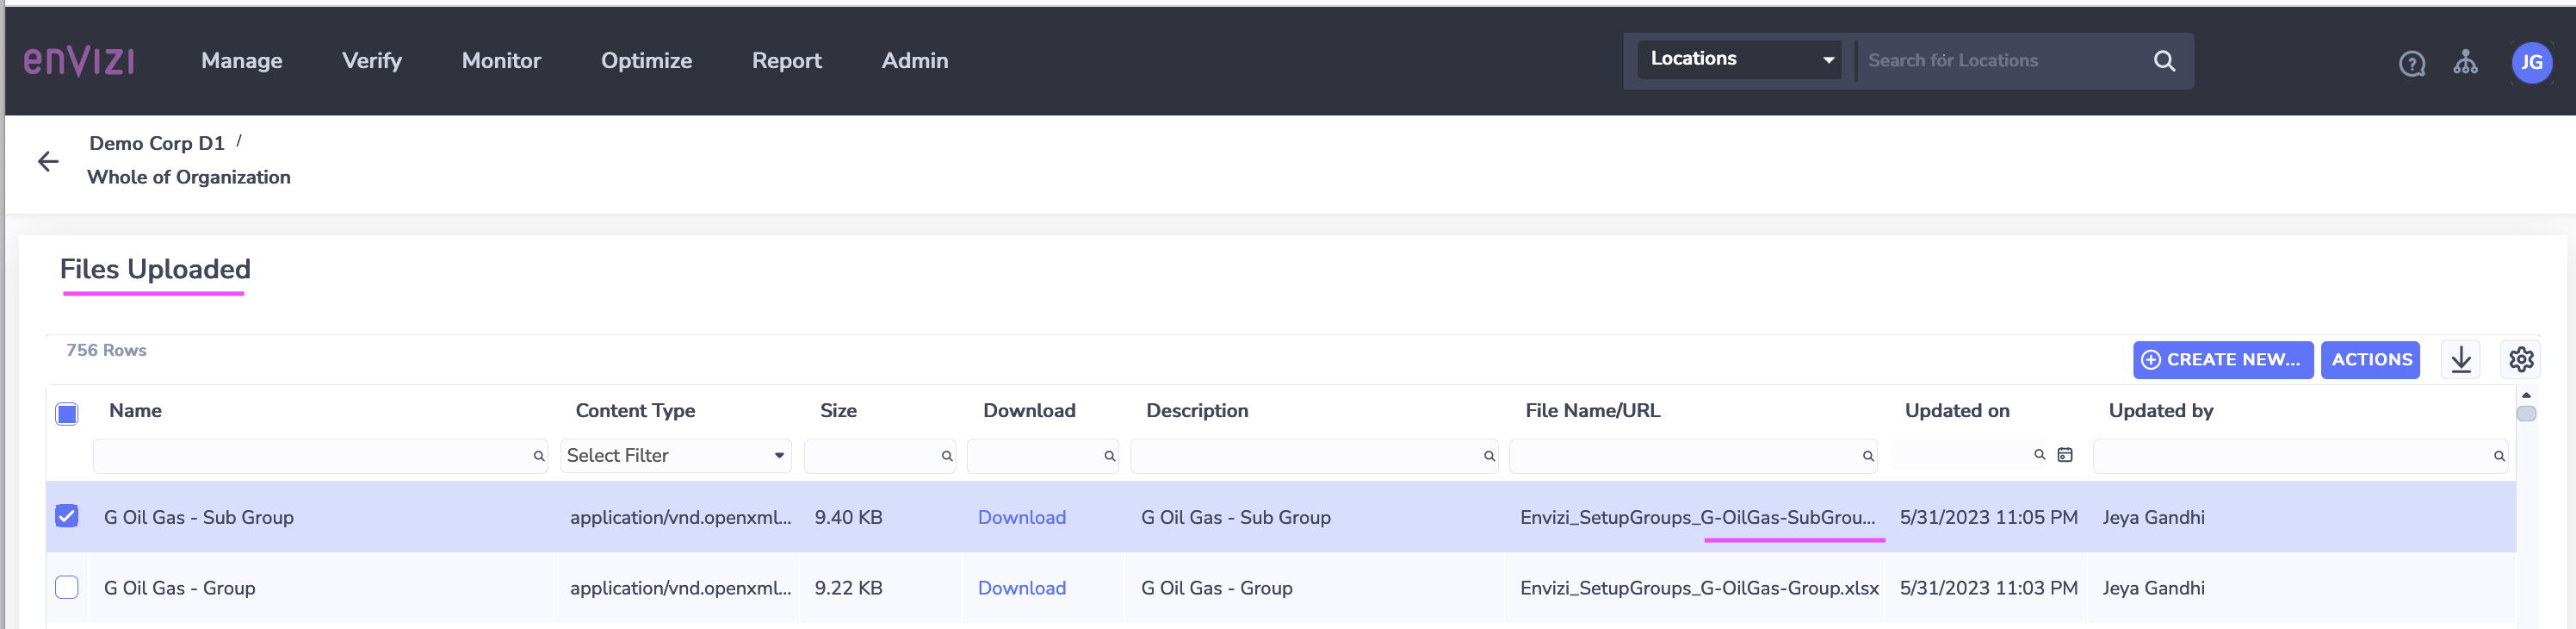 enVIZI Manage Verify Monitor Optimize Report Admin Locations Search for Locations ? JG
Demo Corp D1 /
Whole of Organization
Files Uploaded
756 Rows
CREATE NEW... ACTIONS
Name Content Type Size Download Description File Name/URL Updated on Updated by
Select Filter
G Oil Gas - Sub Group application/vnd.openxml... 9.40 KB Download G Oil Gas - Sub Group Envizi_SetupGroups_G-OilGas-SubGrou... 5/31/2023 11:05 PM Jeya Gandhi
G Oil Gas - Group application/vnd.openxml... 9.22 KB Download G Oil Gas - Group Envizi_SetupGroups_G-OilGas-Group.xlsx 5/31/2023 11:03 PM Jeya Gandhi